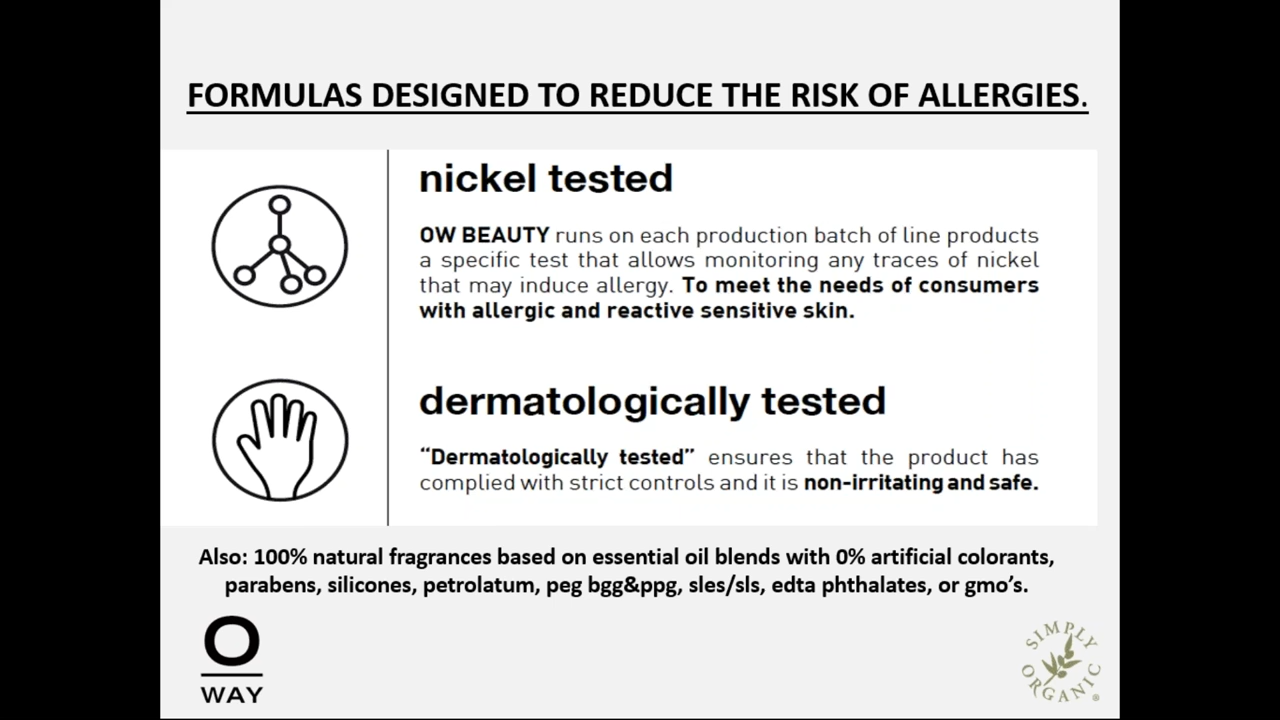 FORMULAS DESIGNED TO REDUCE THE RISK OF ALLERGIES.
nickel tested
OW BEAUTY runs on each production batch of line products
a specific test that allows monitoring any traces of nickel
that may induce allergy. To meet the needs of consumers
with allergic and reactive sensitive skin.
dermatologically tested
“Dermatologically tested” ensures that the product has
complied with strict controls and it is non-irritating and safe.
Also: 100% natural fragrances based on essential oil blends with 0% artificial colorants,
parabens, silicones, petrolatum, peg bgg&ppg, sles/sls, edta phthalates, or gmo’s.
O
WAY
SIMPLY
ORGANIC®